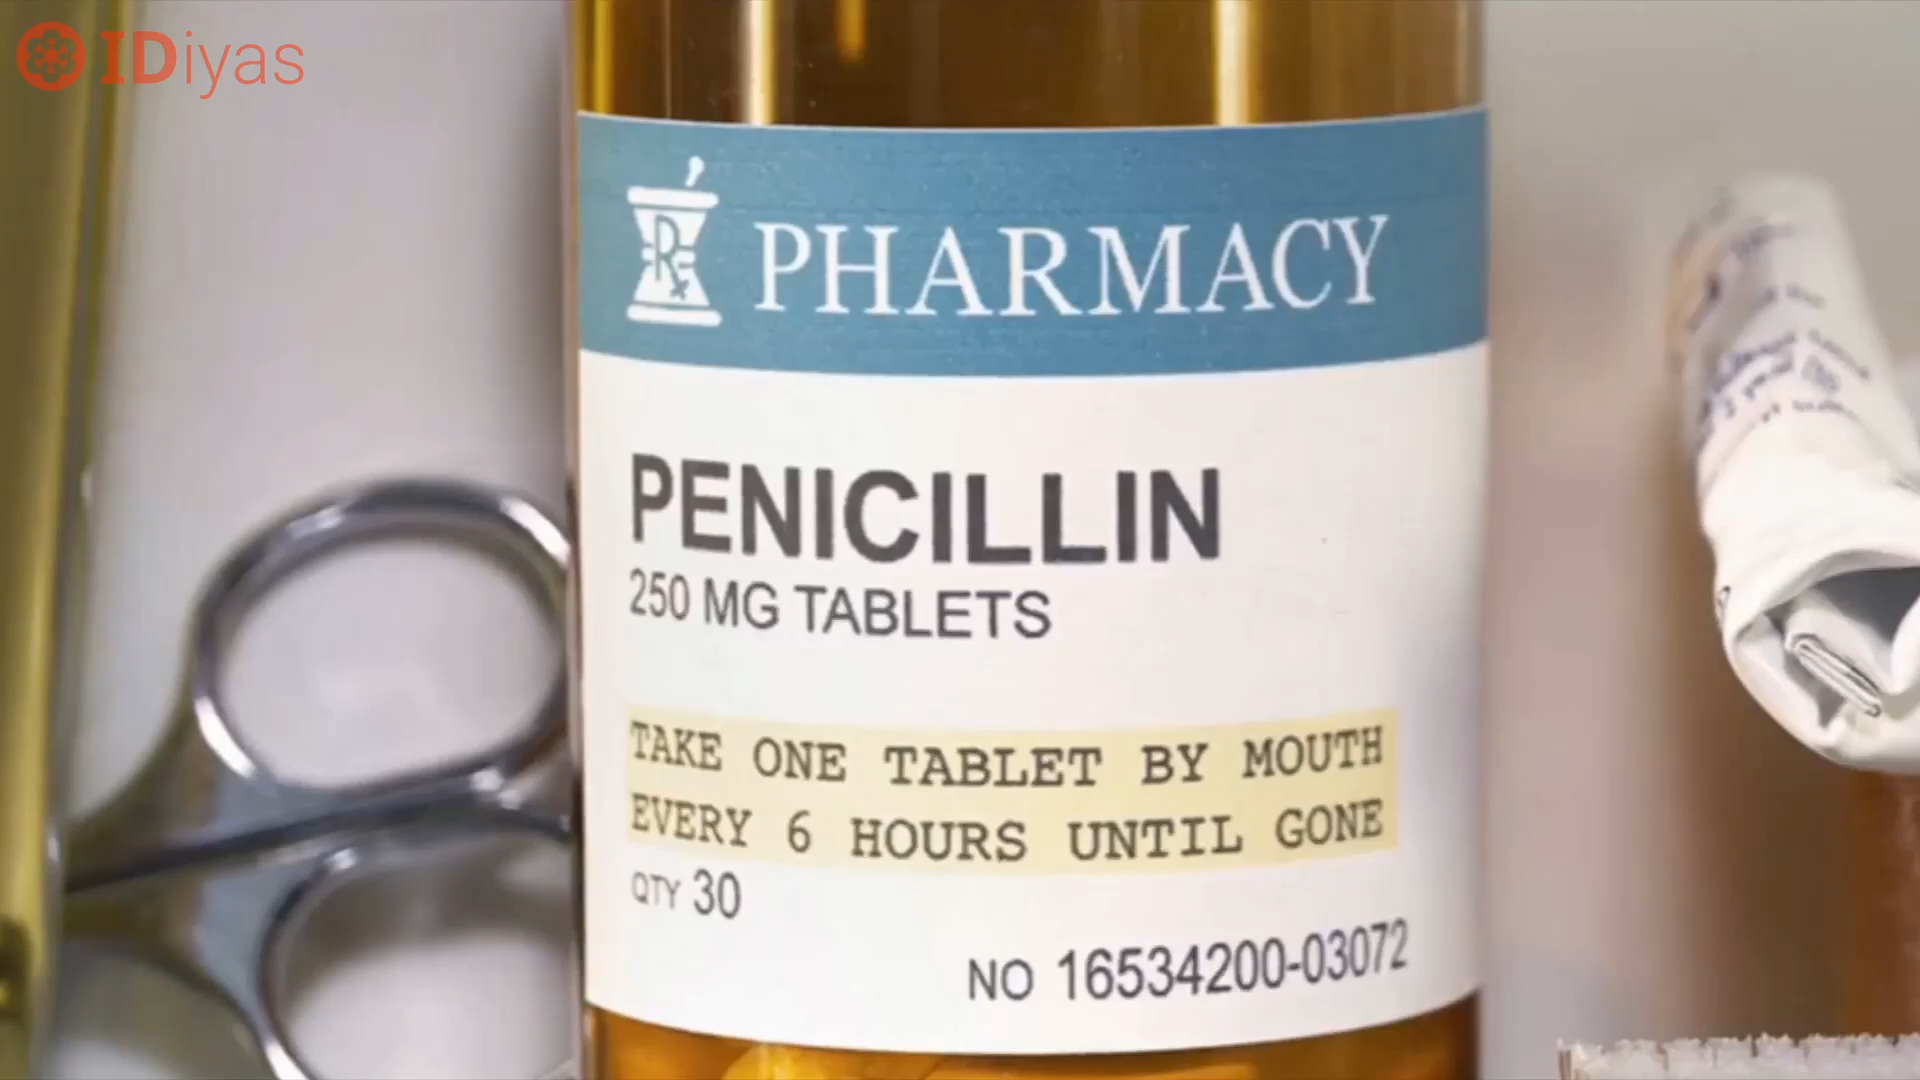 IDiyas
Rx
PHARMACY
PENICILLIN
250 MG TABLETS
TAKE ONE TABLET BY MOUTH
EVERY 6 HOURS UNTIL GONE
QTY 30
NO 16534200-03072